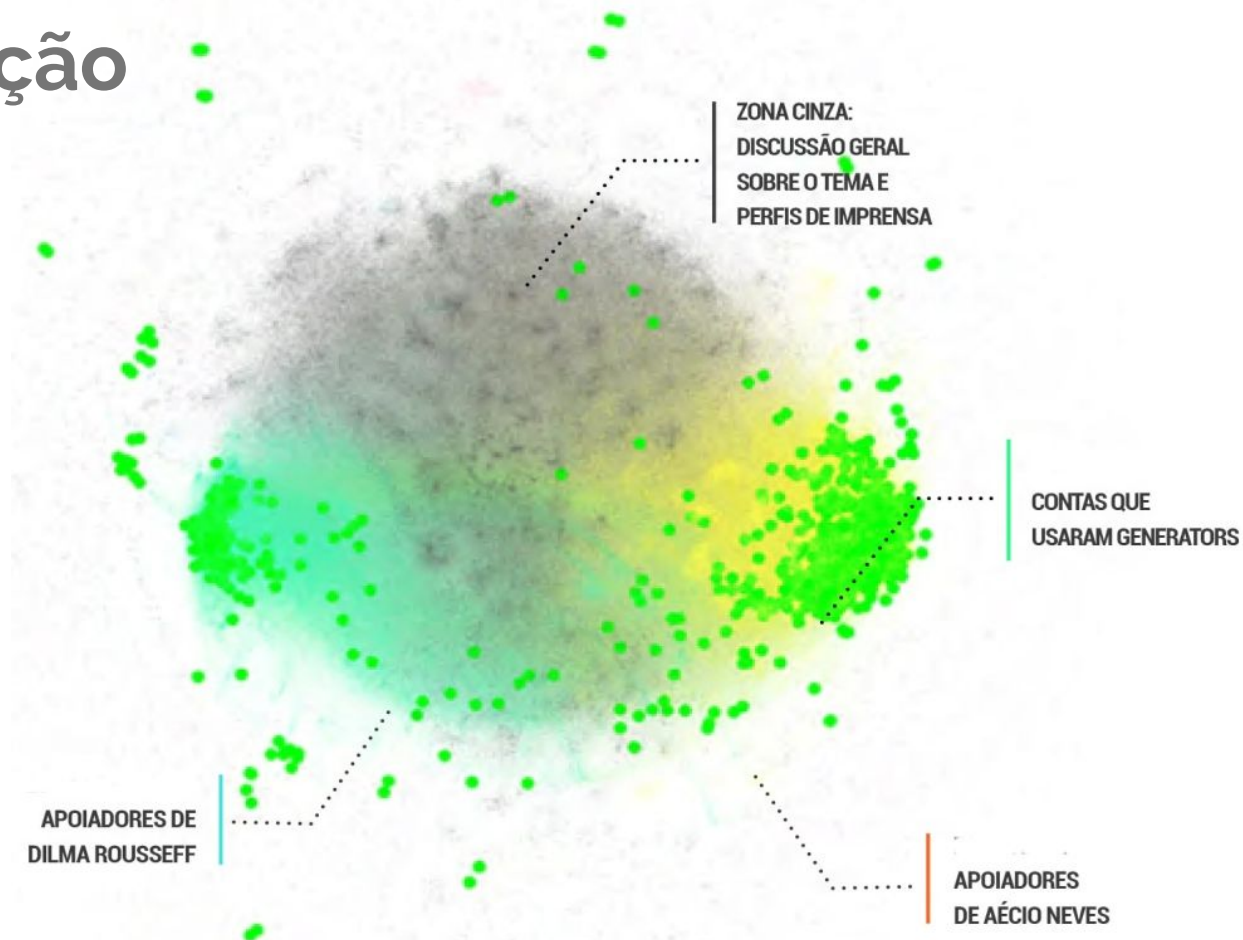 ção
ZONA CINZA:
DISCUSSÃO GERAL
SOBRE O TEMA E
PERFIS DE IMPRENSA
CONTAS QUE
USARAM GENERATORS
APOIADORES DE
DILMA ROUSSEFF
APOIADORES
DE AÉCIO NEVES